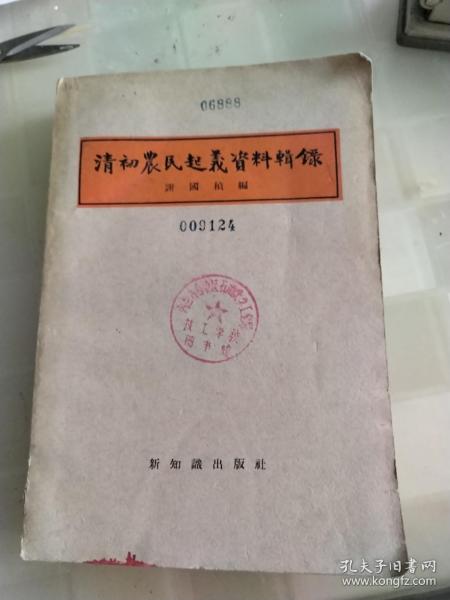 06888
清初農民起義資料輯錄
謝國楨編
009124
新知識出版社
孔夫子旧书网
www.kongfz.com